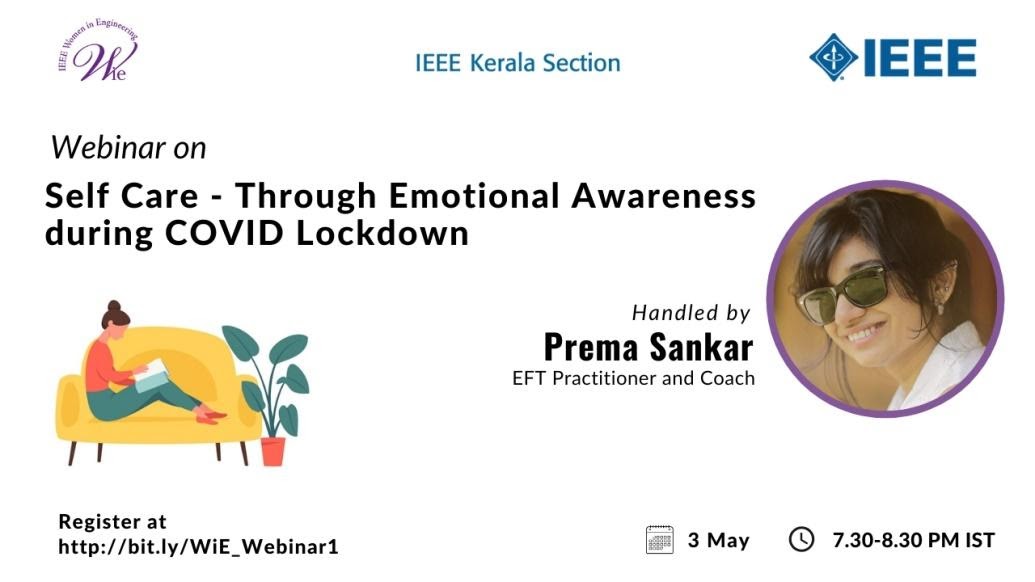 IEEE Women in Engineering
Wie
IEEE Kerala Section
IEEE
Webinar on
Self Care - Through Emotional Awareness
during COVID Lockdown
Handled by
Prema Sankar
EFT Practitioner and Coach
Register at
http://bit.ly/WiE_Webinar1
3 May
7.30-8.30 PM IST